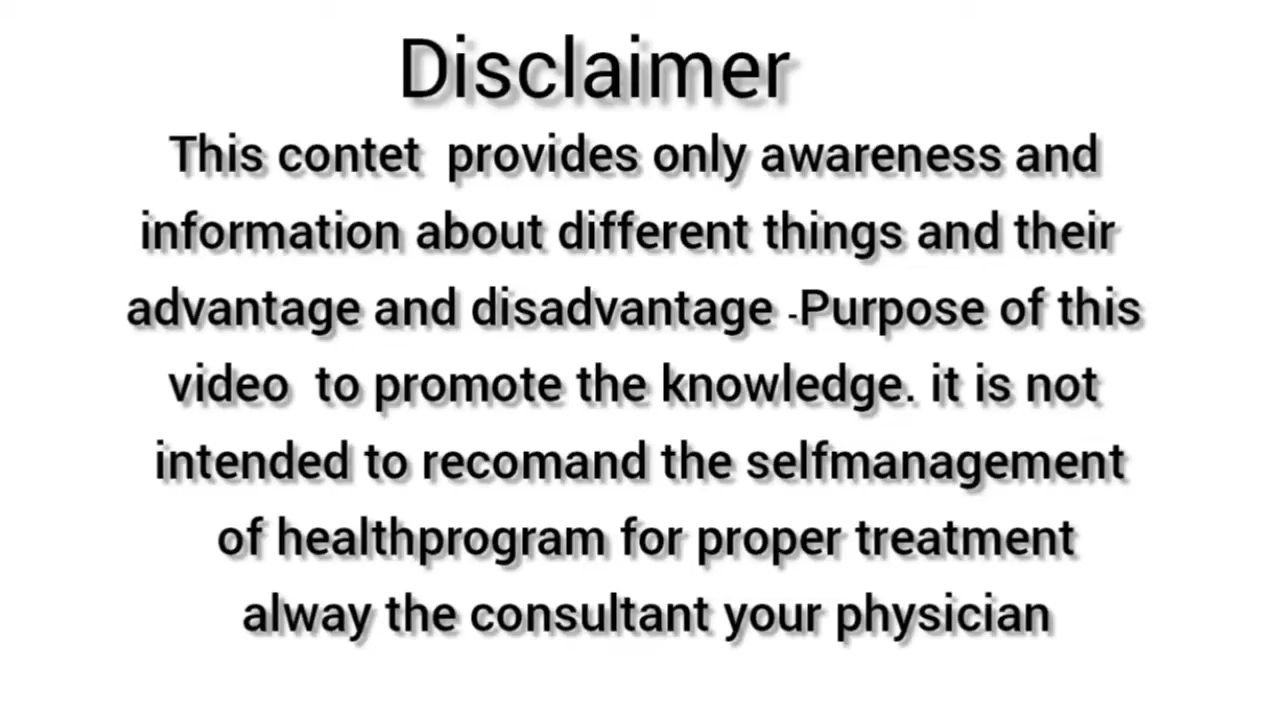 Disclaimer
This contet provides only awareness and
information about different things and their
advantage and disadvantage -Purpose of this
video to promote the knowledge. it is not
intended to recomand the selfmanagement
of healthprogram for proper treatment
alway the consultant your physician